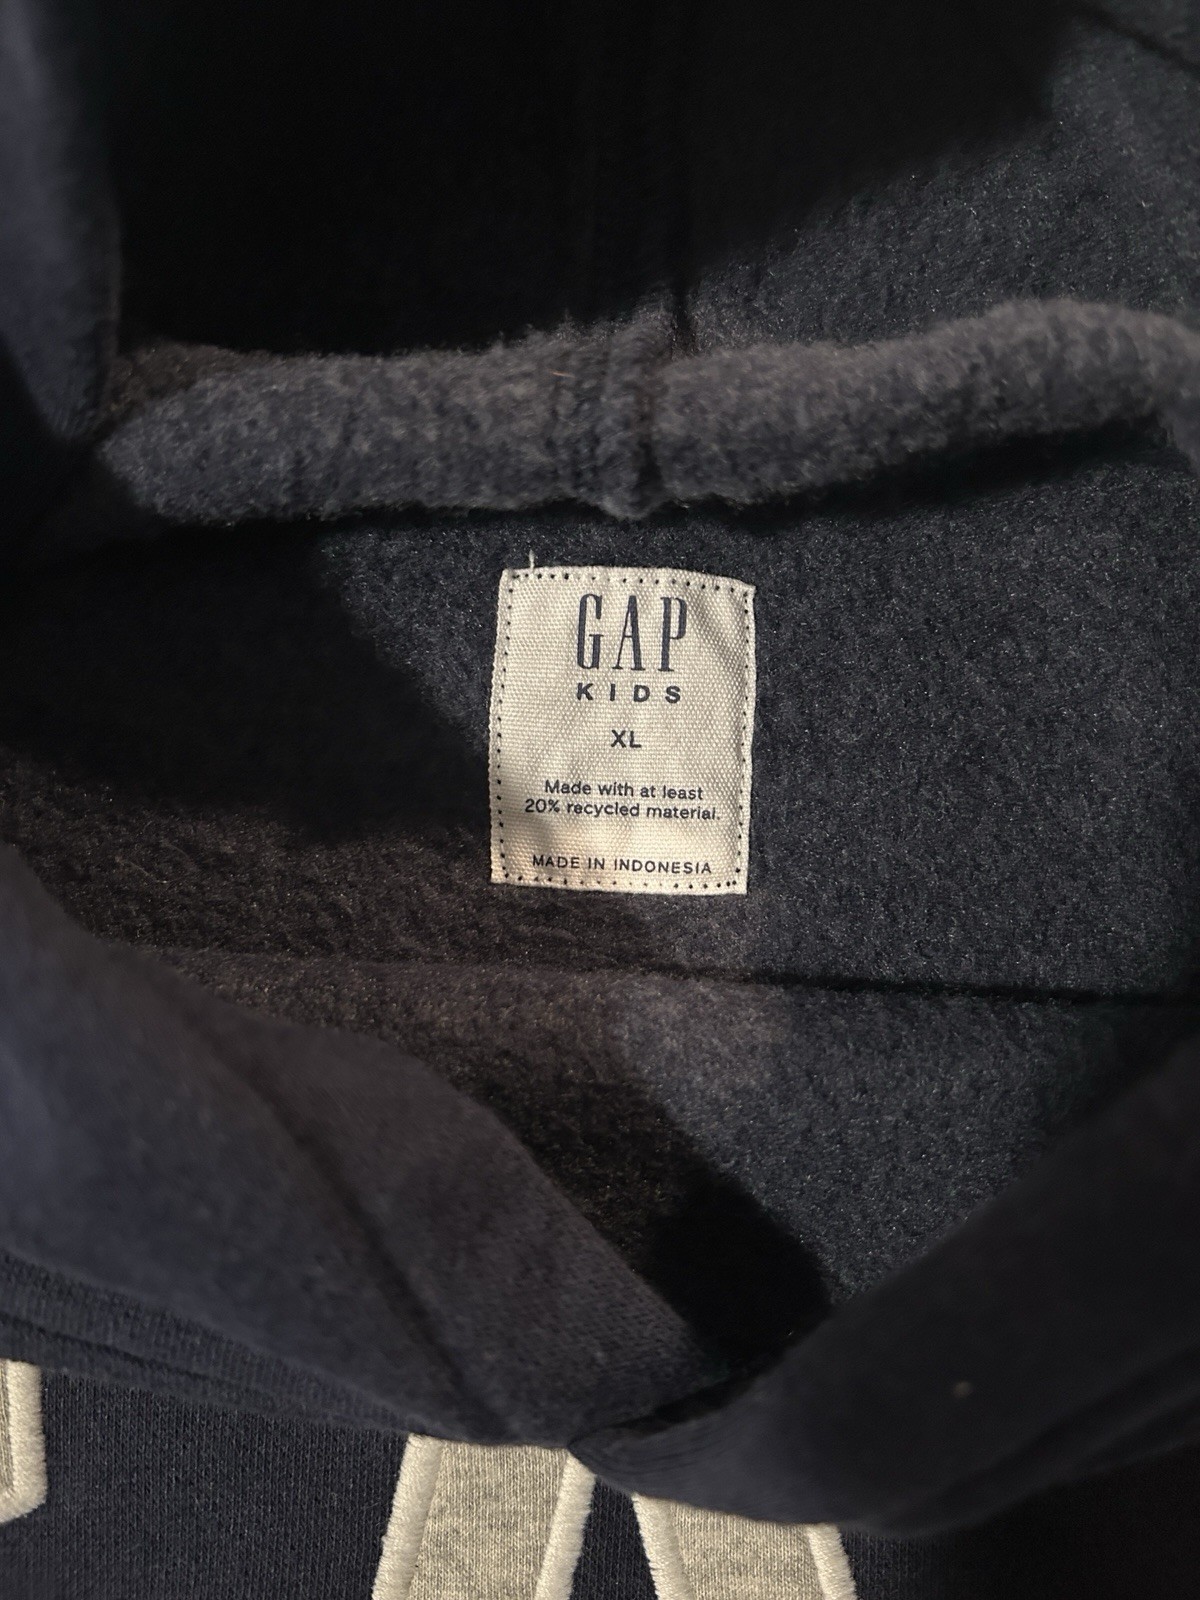 GAP
KIDS
XL
Made with at least
20% recycled material.
MADE IN INDONESIA